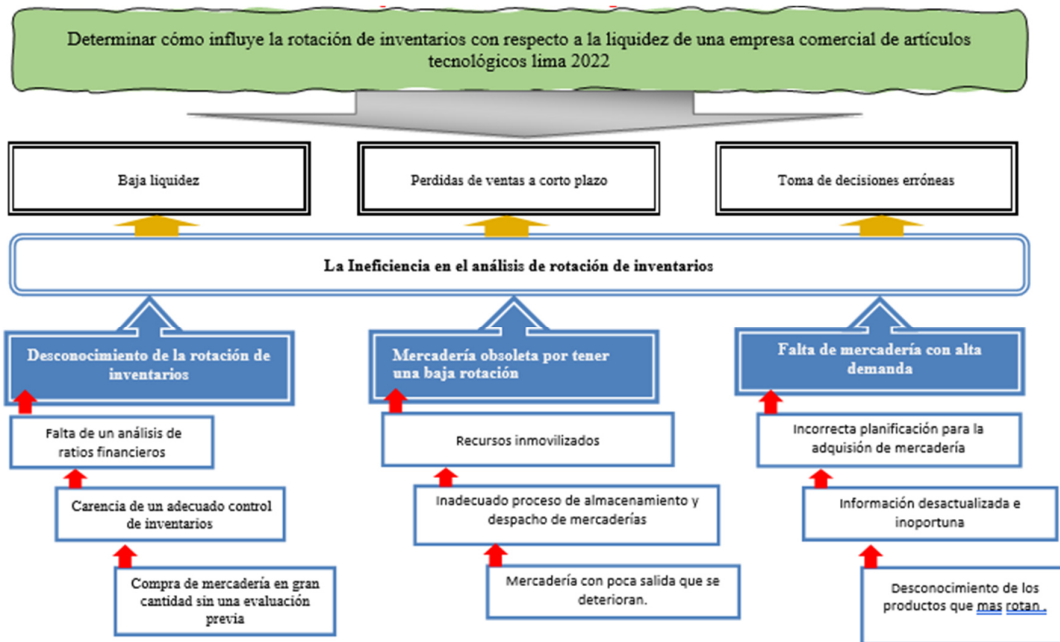 Determinar cómo influye la rotación de inventarios con respecto a la liquidez de una empresa comercial de artículos
tecnológicos lima 2022
Baja liquidez
Perdidas de ventas a corto plazo
Toma de decisiones erróneas
La Ineficiencia en el análisis de rotación de inventarios
Desconocimiento de la rotación de
inventarios
Mercadería obsoleta por tener
una baja rotación
Falta de mercadería con alta
demanda
Falta de un análisis de
ratios financieros
Recursos inmovilizados
Incorrecta planificación para la
adquisión de mercadería
Carencia de un adecuado control
de inventarios
Inadecuado proceso de almacenamiento y
despacho de mercaderías
Información desactualizada e
inoportuna
Compra de mercadería en gran
cantidad sin una evaluación
previa
Mercadería con poca salida que se
deterioran.
Desconocimiento de los
productos que mas rotan .